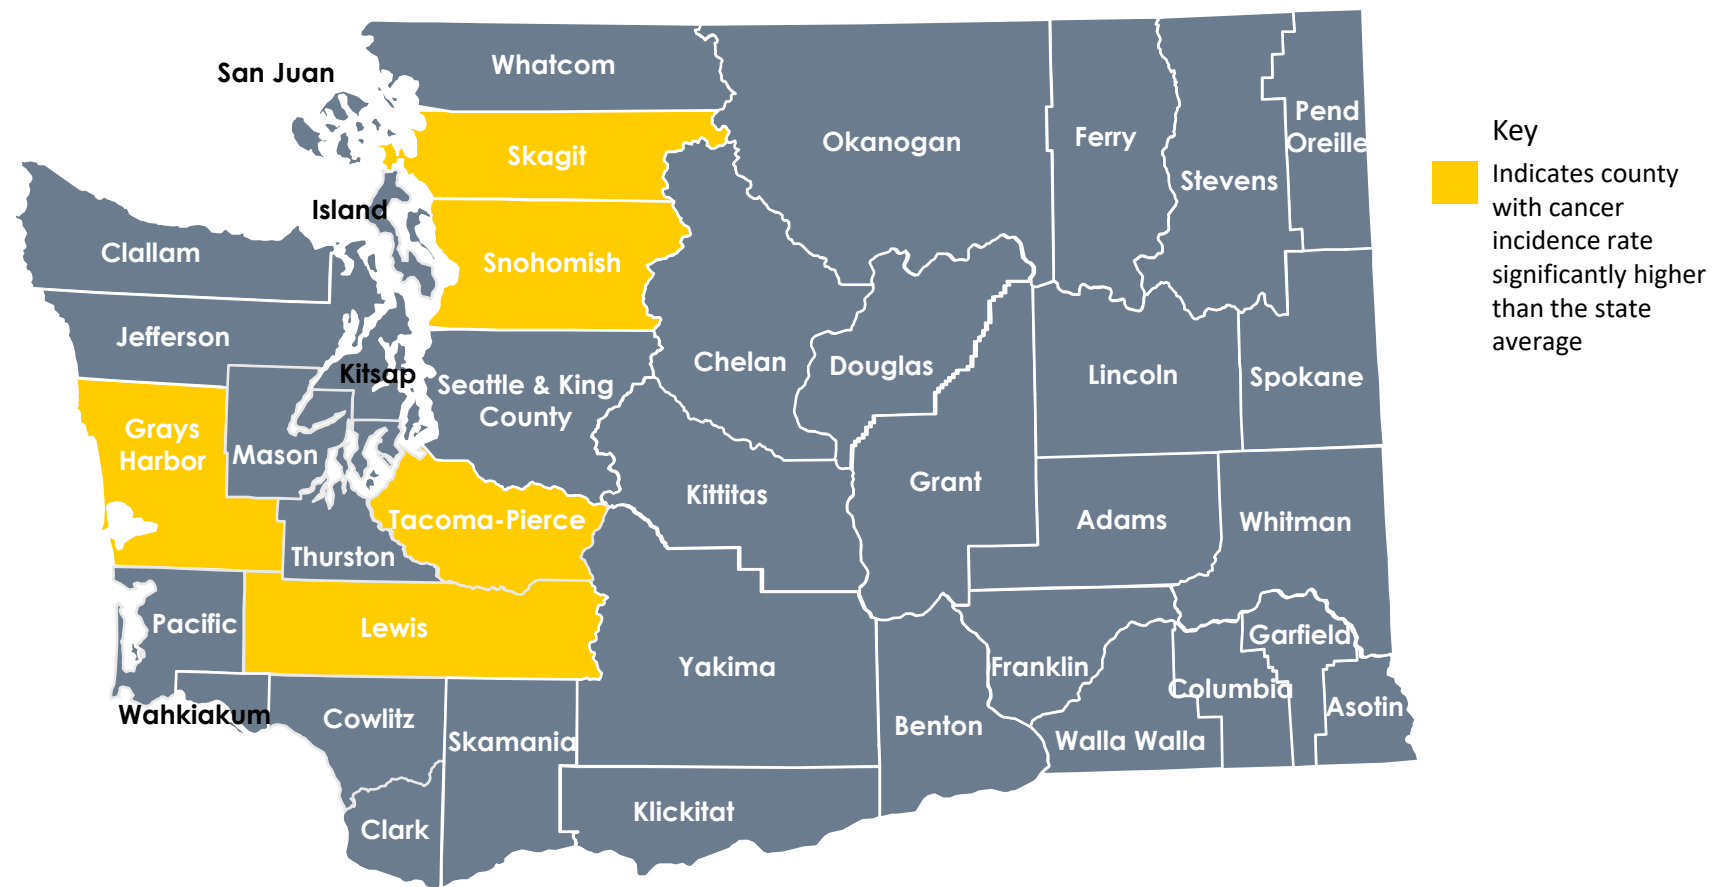 San Juan
Whatcom
Skagit
Okanogan
Ferry
Stevens
Pend
Oreille
Island
Clallam
Snohomish
Jefferson
Kitsap
Seattle & King
County
Chelan
Douglas
Lincoln
Spokane
Grays
Harbor
Mason
Kittitas
Grant
Tacoma-Pierce
Adams
Whitman
Thurston
Pacific
Lewis
Yakima
Franklin
Garfield
Columbia
Asotin
Wahkiakum
Cowlitz
Skamania
Benton
Walla Walla
Klickitat
Clark
Key
Indicates county
with cancer
incidence rate
significantly higher
than the state
average